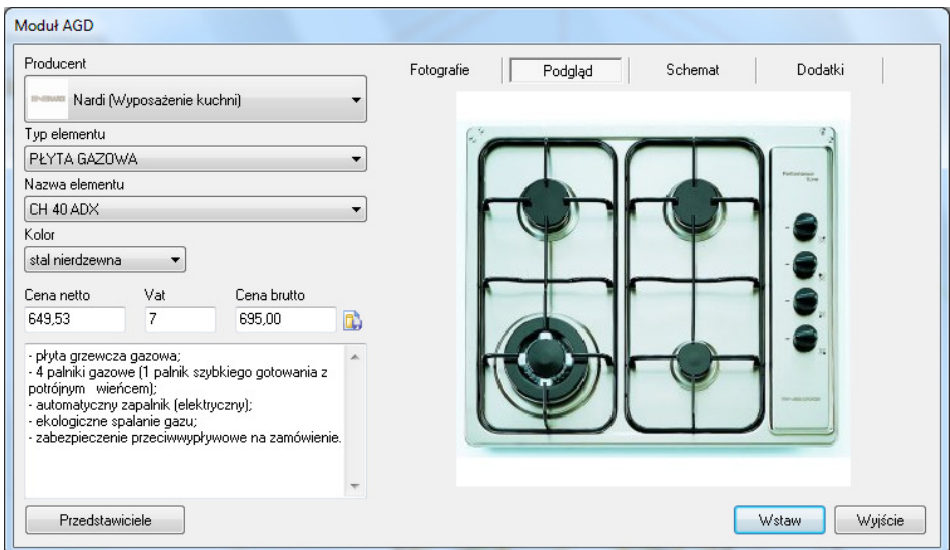 Moduł AGD
Producent
Nardi (Wyposażenie kuchni)
Typ elementu
PŁYTA GAZOWA
Nazwa elementu
CH 40 ADX
Kolor
stal nierdzewna
Cena netto Vat Cena brutto
649,53 7 695,00
- płyta grzewcza gazowa;
- 4 palniki gazowe (1 palnik szybkiego gotowania z
potrójnym wieńcem);
- automatyczny zapalnik (elektryczny);
- ekologiczne spalanie gazu;
- zabezpieczenie przeciwwypływowe na zamówienie.
Przedstawiciele
Fotografie Podgląd Schemat Dodatki
Wstaw Wyjście